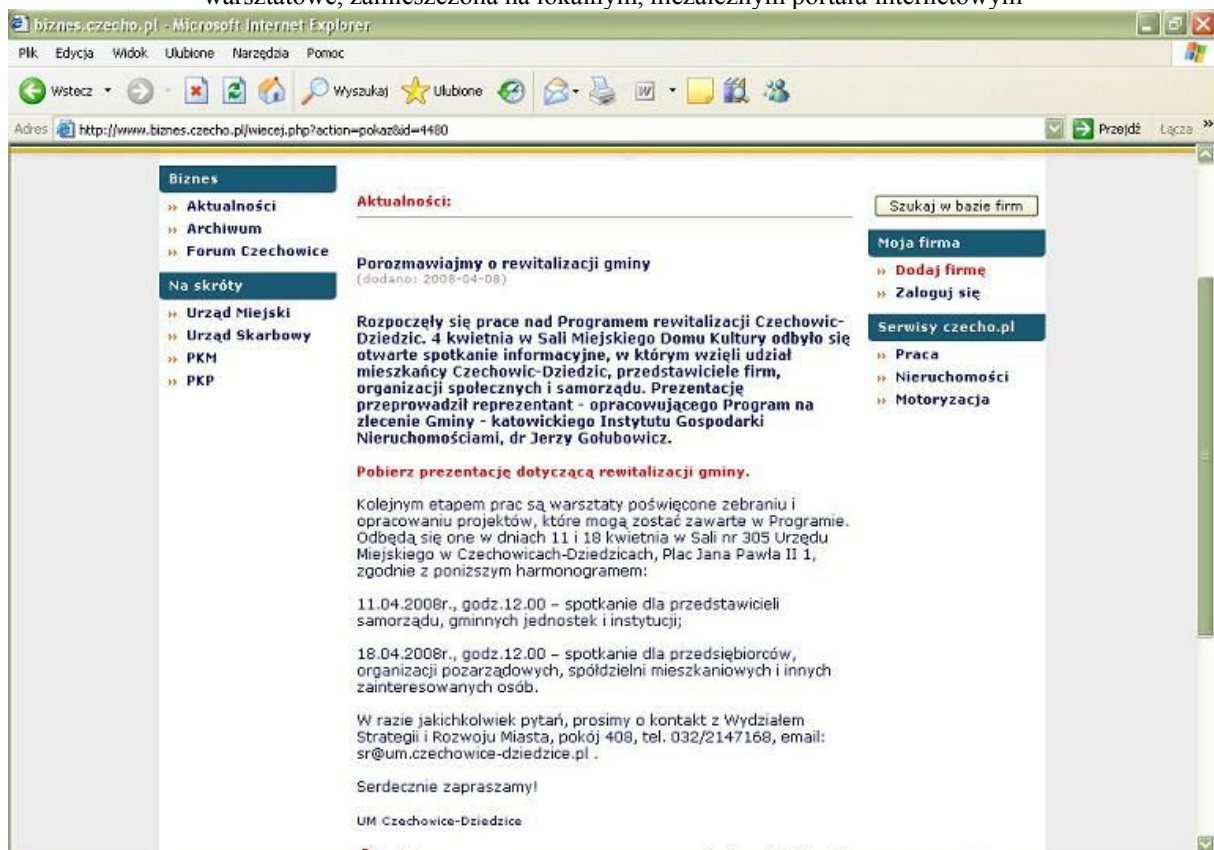 warsztatowe, zamieszczona na lokalnym, niezależnym portalu internetowym
biznes.czecho.pl - Microsoft Internet Explorer
Plik Edycja Widok Ulubione Narzędzia Pomoc
Wstecz Wyszukaj Ulubione
Adres http://www.biznes.czecho.pl/wiecej.php?action=pokaz&id=4480 Przejdź Łącza »
Biznes
» Aktualności
» Archiwum
» Forum Czechowice
Na skróty
» Urząd Miejski
» Urząd Skarbowy
» PKM
» PKP
Aktualności:
Porozmawiajmy o rewitalizacji gminy
(dodano: 2008-04-08)
Rozpoczęły się prace nad Programem rewitalizacji Czechowic-
Dziedzic. 4 kwietnia w Sali Miejskiego Domu Kultury odbyło się
otwarte spotkanie informacyjne, w którym wzięli udział
mieszkańcy Czechowic-Dziedzic, przedstawiciele firm,
organizacji społecznych i samorządu. Prezentację
przeprowadził reprezentant - opracowującego Program na
zlecenie Gminy - katowickiego Instytutu Gospodarki
Nieruchomościami, dr Jerzy Gołubowicz.
Pobierz prezentację dotyczącą rewitalizacji gminy.
Kolejnym etapem prac są warsztaty poświęcone zebraniu i
opracowaniu projektów, które mogą zostać zawarte w Programie.
Odbędą się one w dniach 11 i 18 kwietnia w Sali nr 305 Urzędu
Miejskiego w Czechowicach-Dziedzicach, Plac Jana Pawła II 1,
zgodnie z poniższym harmonogramem:
11.04.2008r., godz.12.00 – spotkanie dla przedstawicieli
samorządu, gminnych jednostek i instytucji;
18.04.2008r., godz.12.00 – spotkanie dla przedsiębiorców,
organizacji pozarządowych, spółdzielni mieszkaniowych i innych
zainteresowanych osób.
W razie jakichkolwiek pytań, prosimy o kontakt z Wydziałem
Strategii i Rozwoju Miasta, pokój 408, tel. 032/2147168, email:
sr@um.czechowice-dziedzice.pl .
Serdecznie zapraszamy!
UM Czechowice-Dziedzice
Szukaj w bazie firm
Moja firma
» Dodaj firmę
» Zaloguj się
Serwisy czecho.pl
» Praca
» Nieruchomości
» Motoryzacja